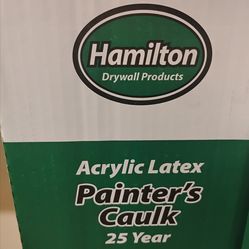 Hamilton
Drywall Products
Acrylic Latex
Painter's
Caulk
25 Year